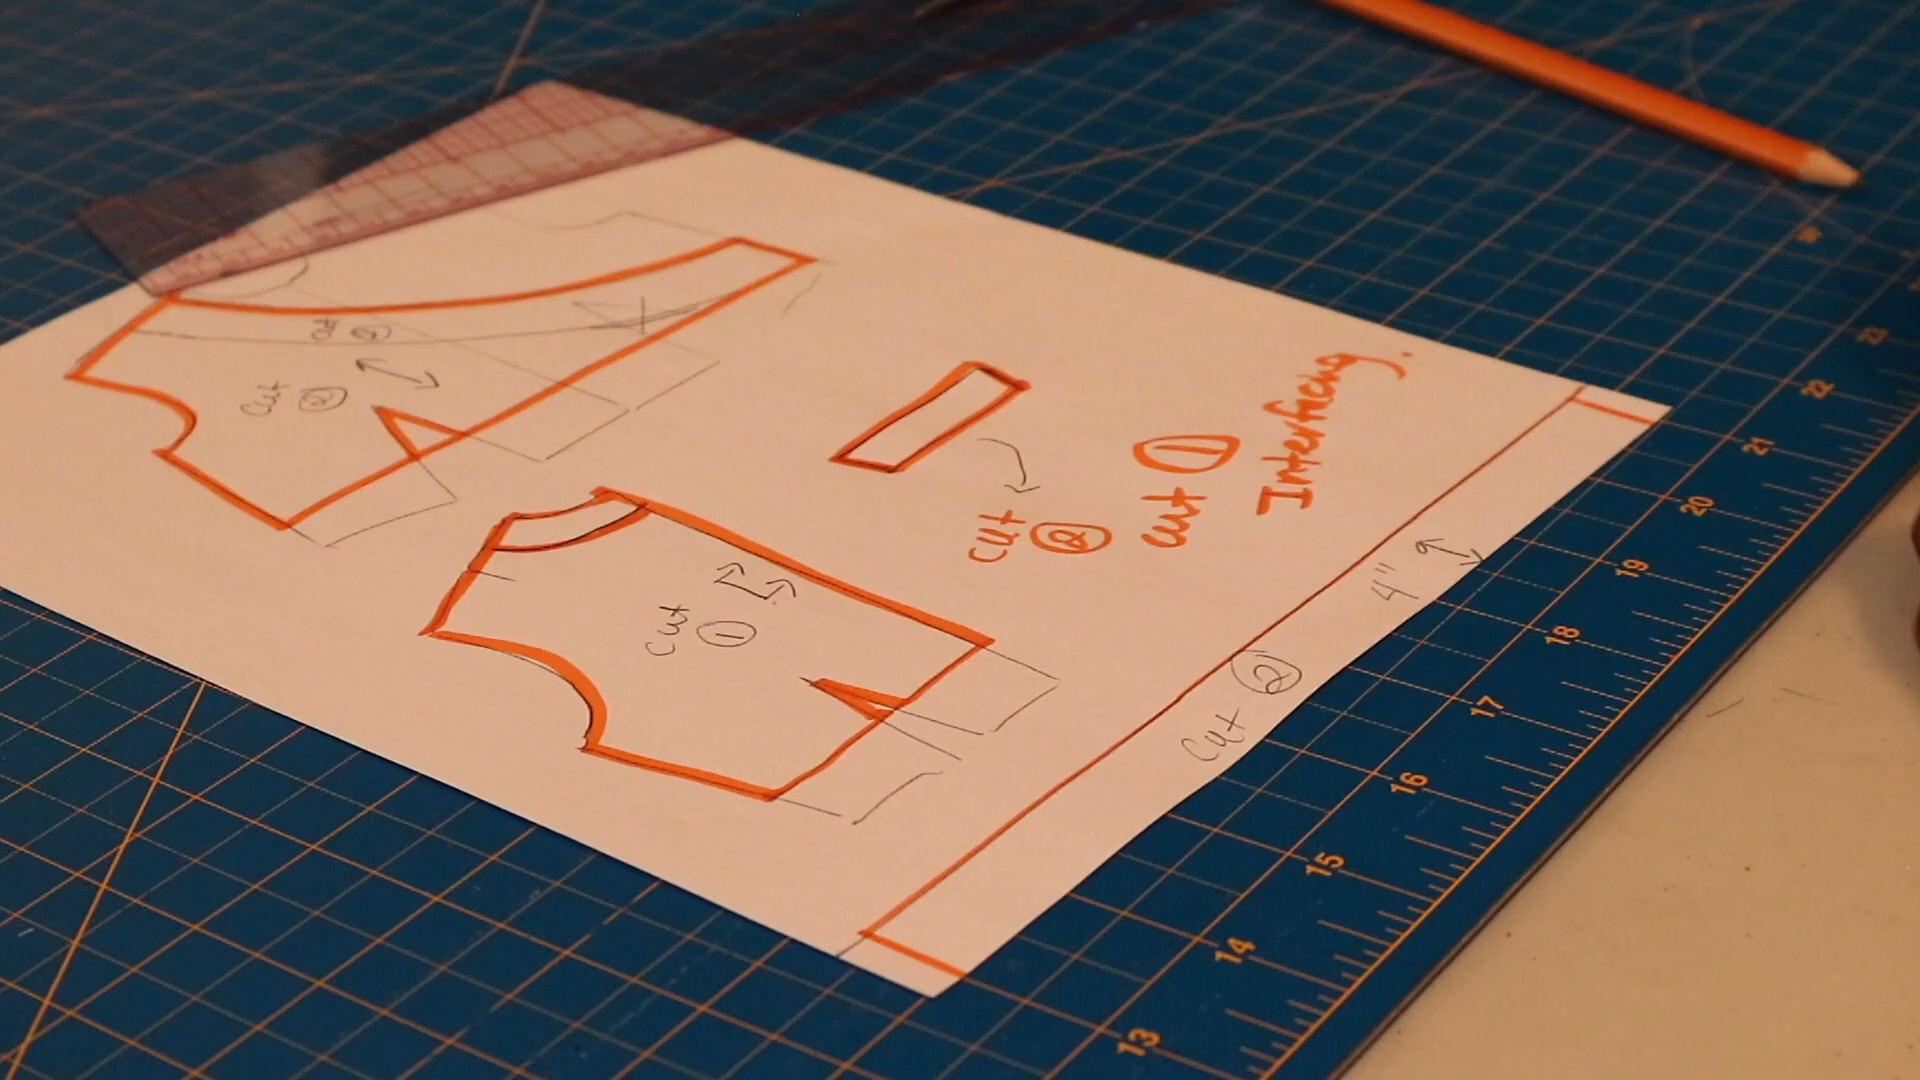 cut ②
cut ②
cut ②
cut ①
Interfacing.
cut ①
4"
Cut ②
23
22
21
20
19
18
17
16
15
14
13